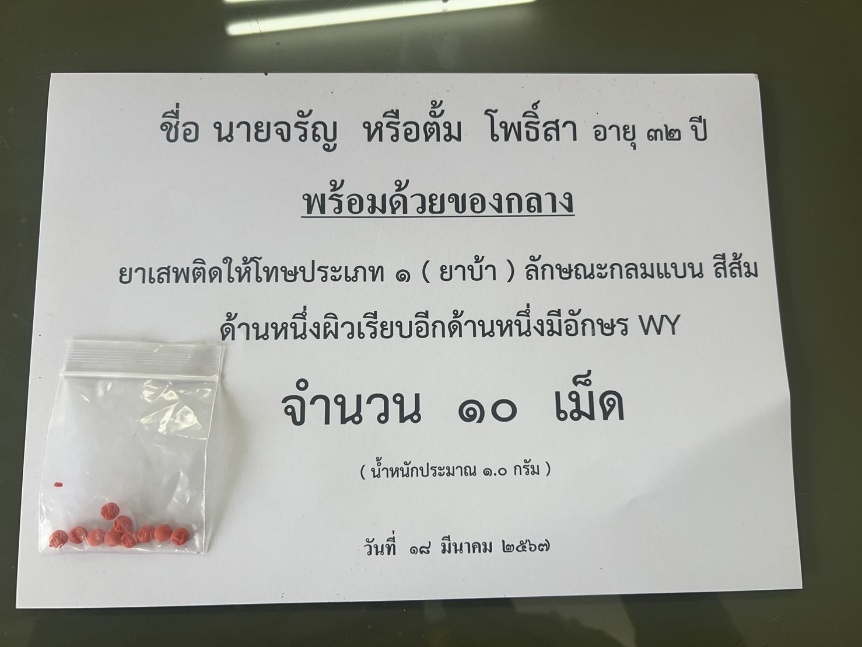 ชื่อ นายจรัญ หรือตั้ม โพธิ์สา อายุ ๓๒ ปี
พร้อมด้วยของกลาง
ยาเสพติดให้โทษประเภท ๑ ( ยาบ้า ) ลักษณะกลมแบน สีส้ม
ด้านหนึ่งผิวเรียบอีกด้านหนึ่งมีอักษร WY
จำนวน ๑๐ เม็ด
( น้ำหนักประมาณ ๑.๐ กรัม )
วันที่ ๑๘ มีนาคม ๒๕๖๗